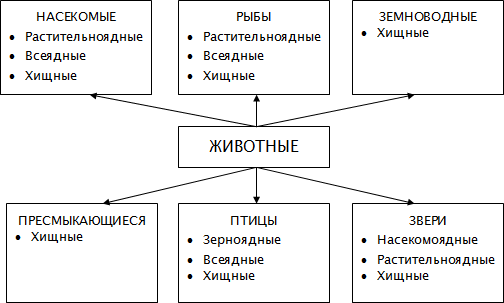 НАСЕКОМЫЕ
• Растительноядные
• Всеядные
• Хищные
РЫБЫ
• Растительноядные
• Всеядные
• Хищные
ЗЕМНОВОДНЫЕ
• Хищные
ЖИВОТНЫЕ
ПРЕСМЫКАЮЩИЕСЯ
• Хищные
ПТИЦЫ
• Зерноядные
• Всеядные
• Хищные
ЗВЕРИ
• Насекомоядные
• Растительноядные
• Хищные